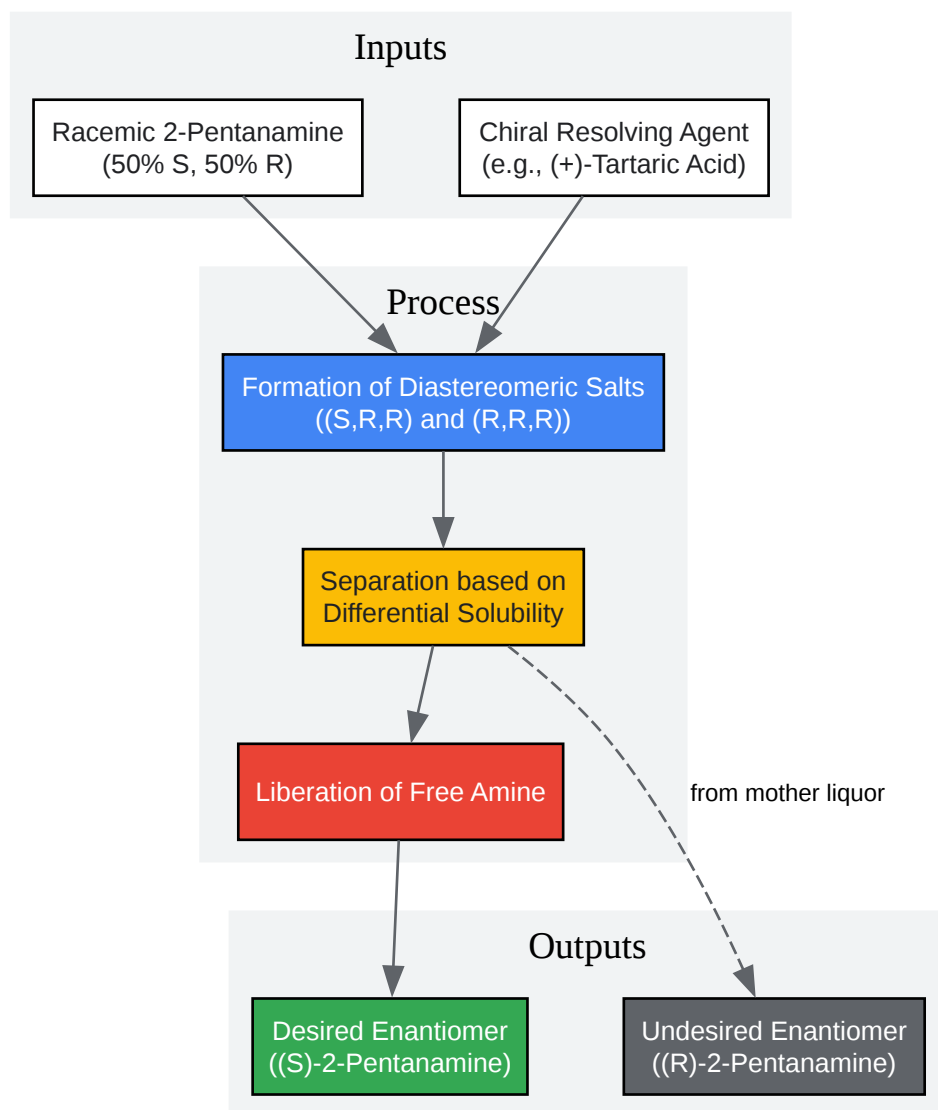 Inputs
Racemic 2-Pentanamine
(50% S, 50% R)
Chiral Resolving Agent
(e.g., (+)-Tartaric Acid)
Process
Formation of Diastereomeric Salts
((S,R,R) and (R,R,R))
Separation based on
Differential Solubility
Liberation of Free Amine
from mother liquor
Outputs
Desired Enantiomer
((S)-2-Pentanamine)
Undesired Enantiomer
((R)-2-Pentanamine)